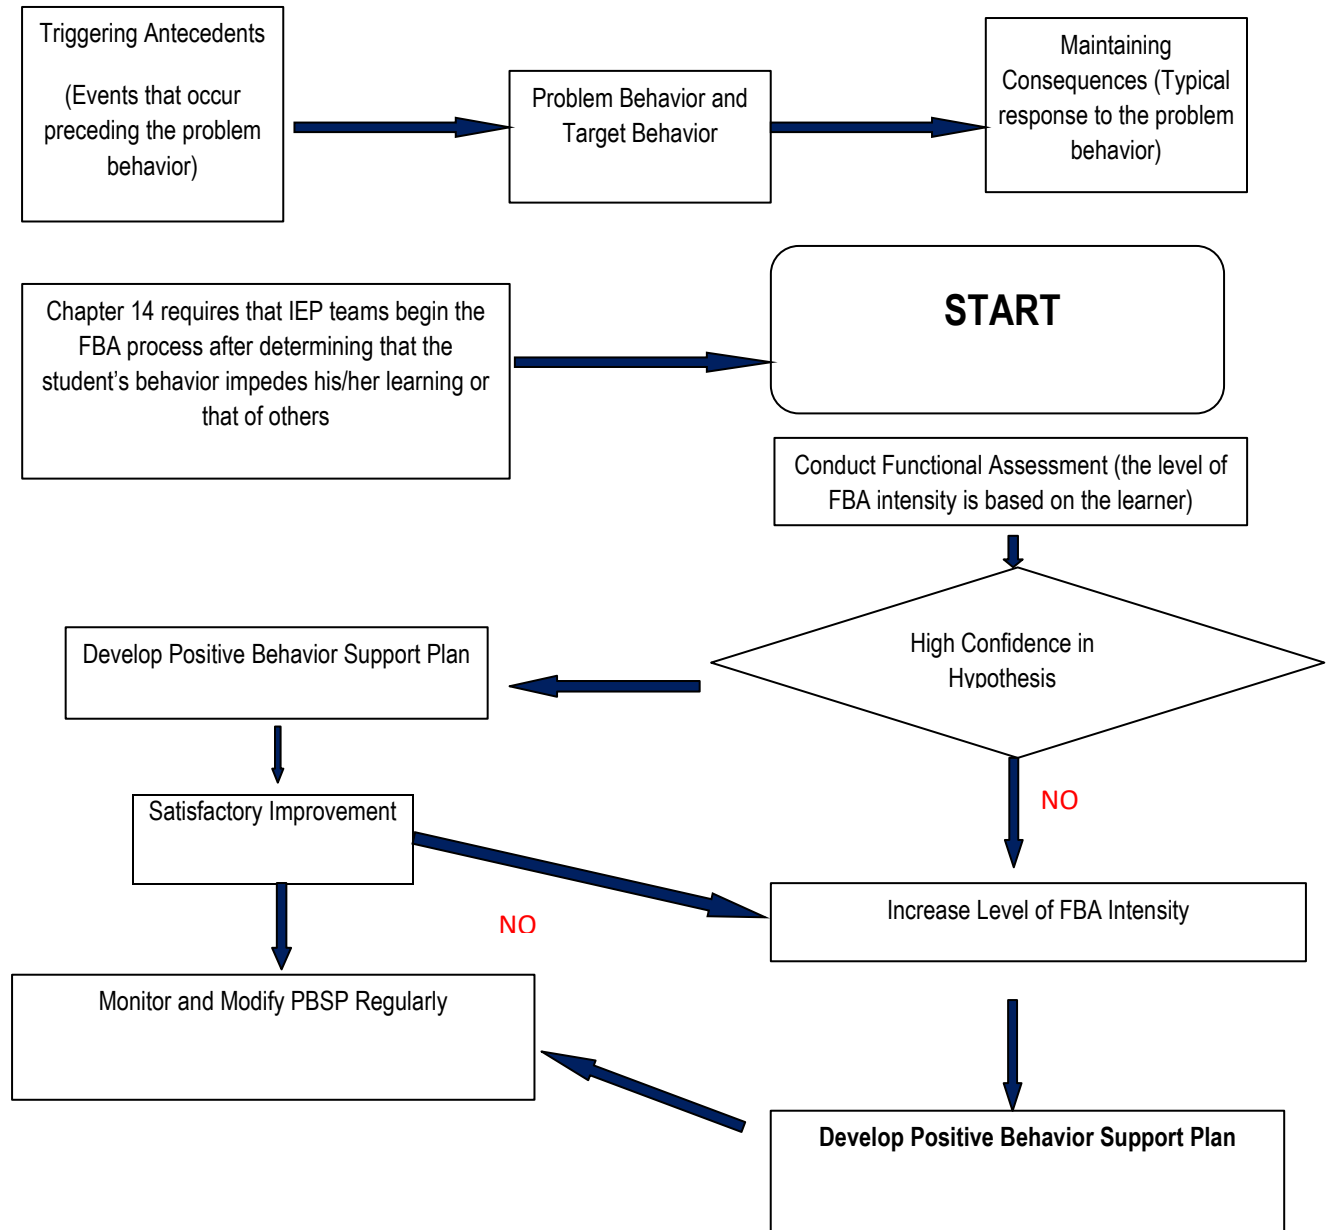 Triggering Antecedents
(Events that occur
preceding the problem
behavior)
Problem Behavior and
Target Behavior
Maintaining
Consequences (Typical
response to the problem
behavior)
Chapter 14 requires that IEP teams begin the
FBA process after determining that the
student’s behavior impedes his/her learning or
that of others
START
Conduct Functional Assessment (the level of
FBA intensity is based on the learner)
High Confidence in
Hypothesis
Develop Positive Behavior Support Plan
NO
Satisfactory Improvement
Increase Level of FBA Intensity
NO
Monitor and Modify PBSP Regularly
Develop Positive Behavior Support Plan